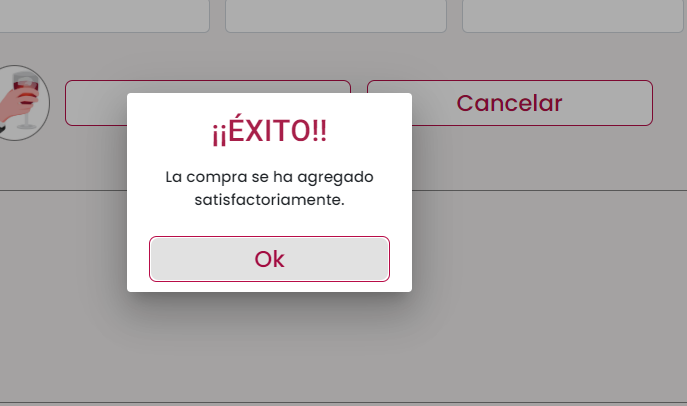 Cancelar
¡¡ÉXITO!!
La compra se ha agregado
satisfactoriamente.
Ok